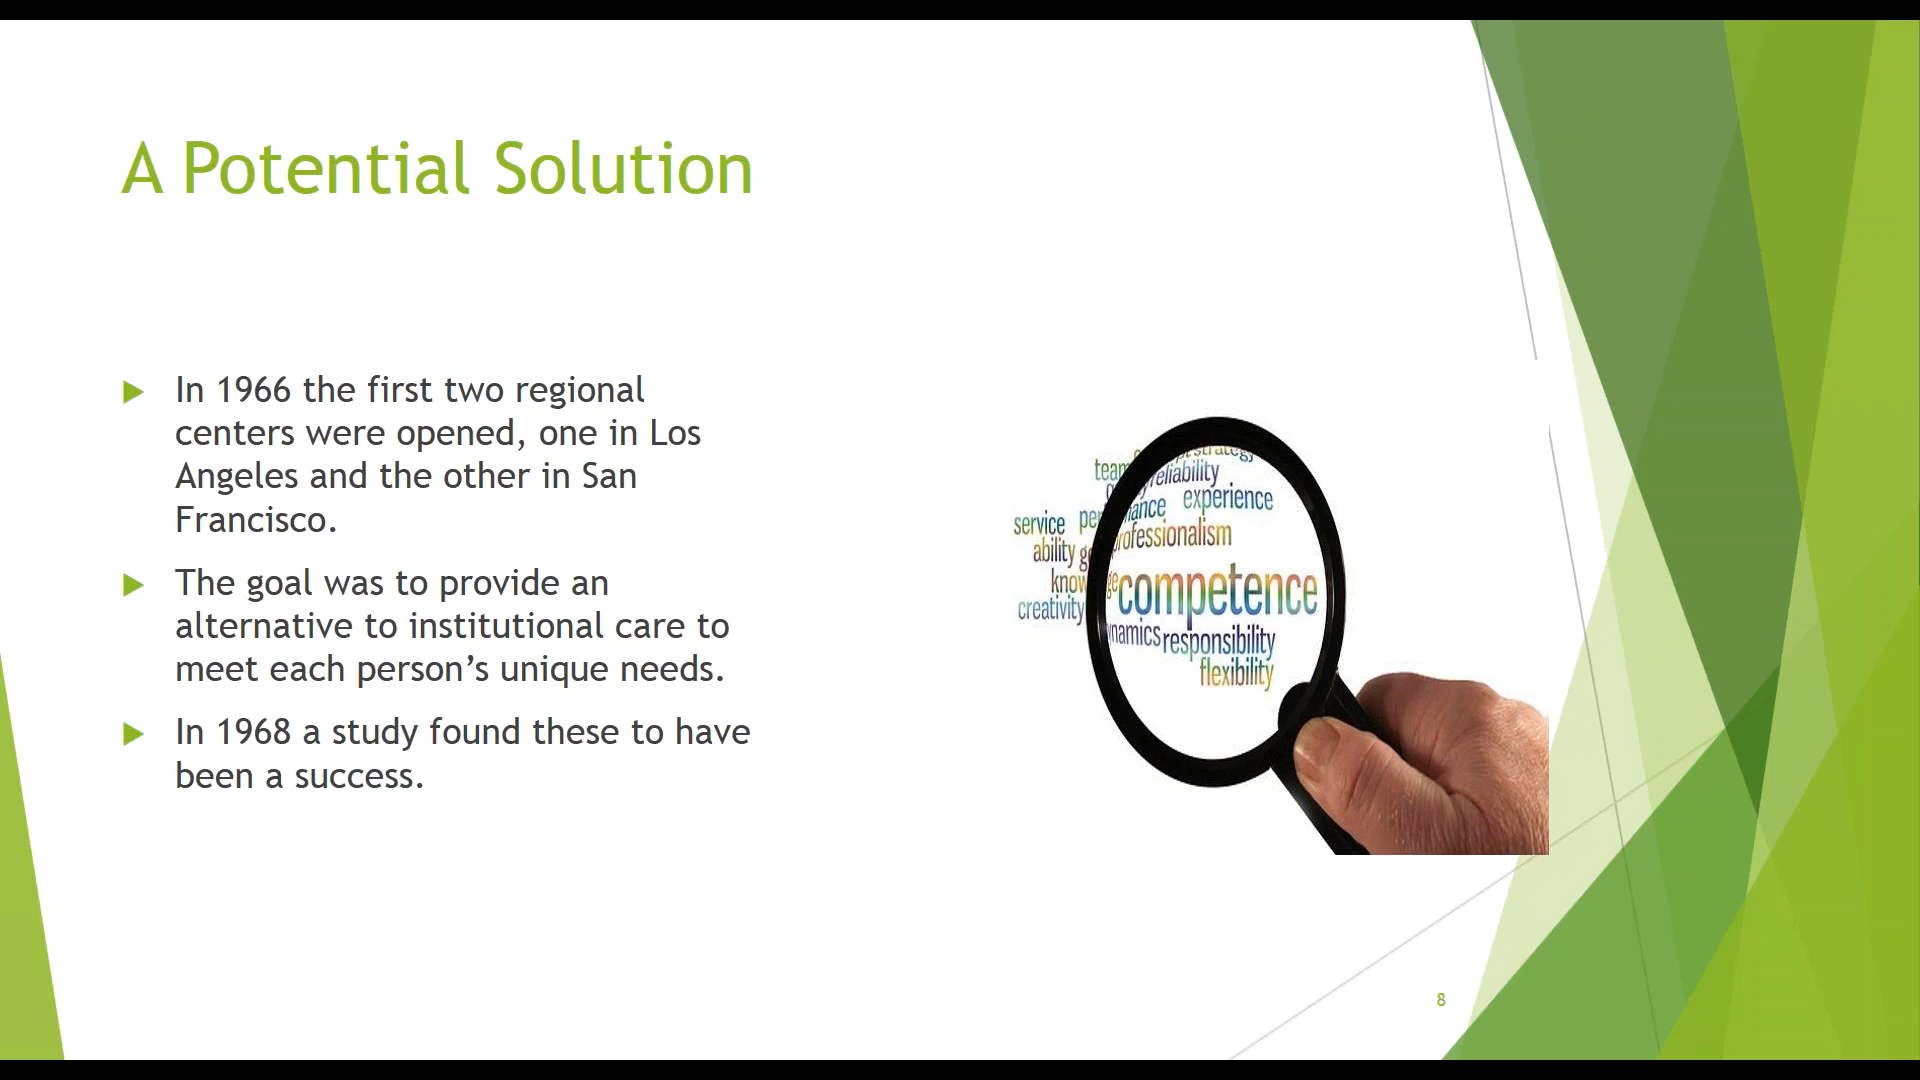 A Potential Solution
In 1966 the first two regional
centers were opened, one in Los
Angeles and the other in San
Francisco.
The goal was to provide an
alternative to institutional care to
meet each person’s unique needs.
In 1968 a study found these to have
been a success.
reliability
experience
service
ability
competence
creativity
responsibility
flexibility
8